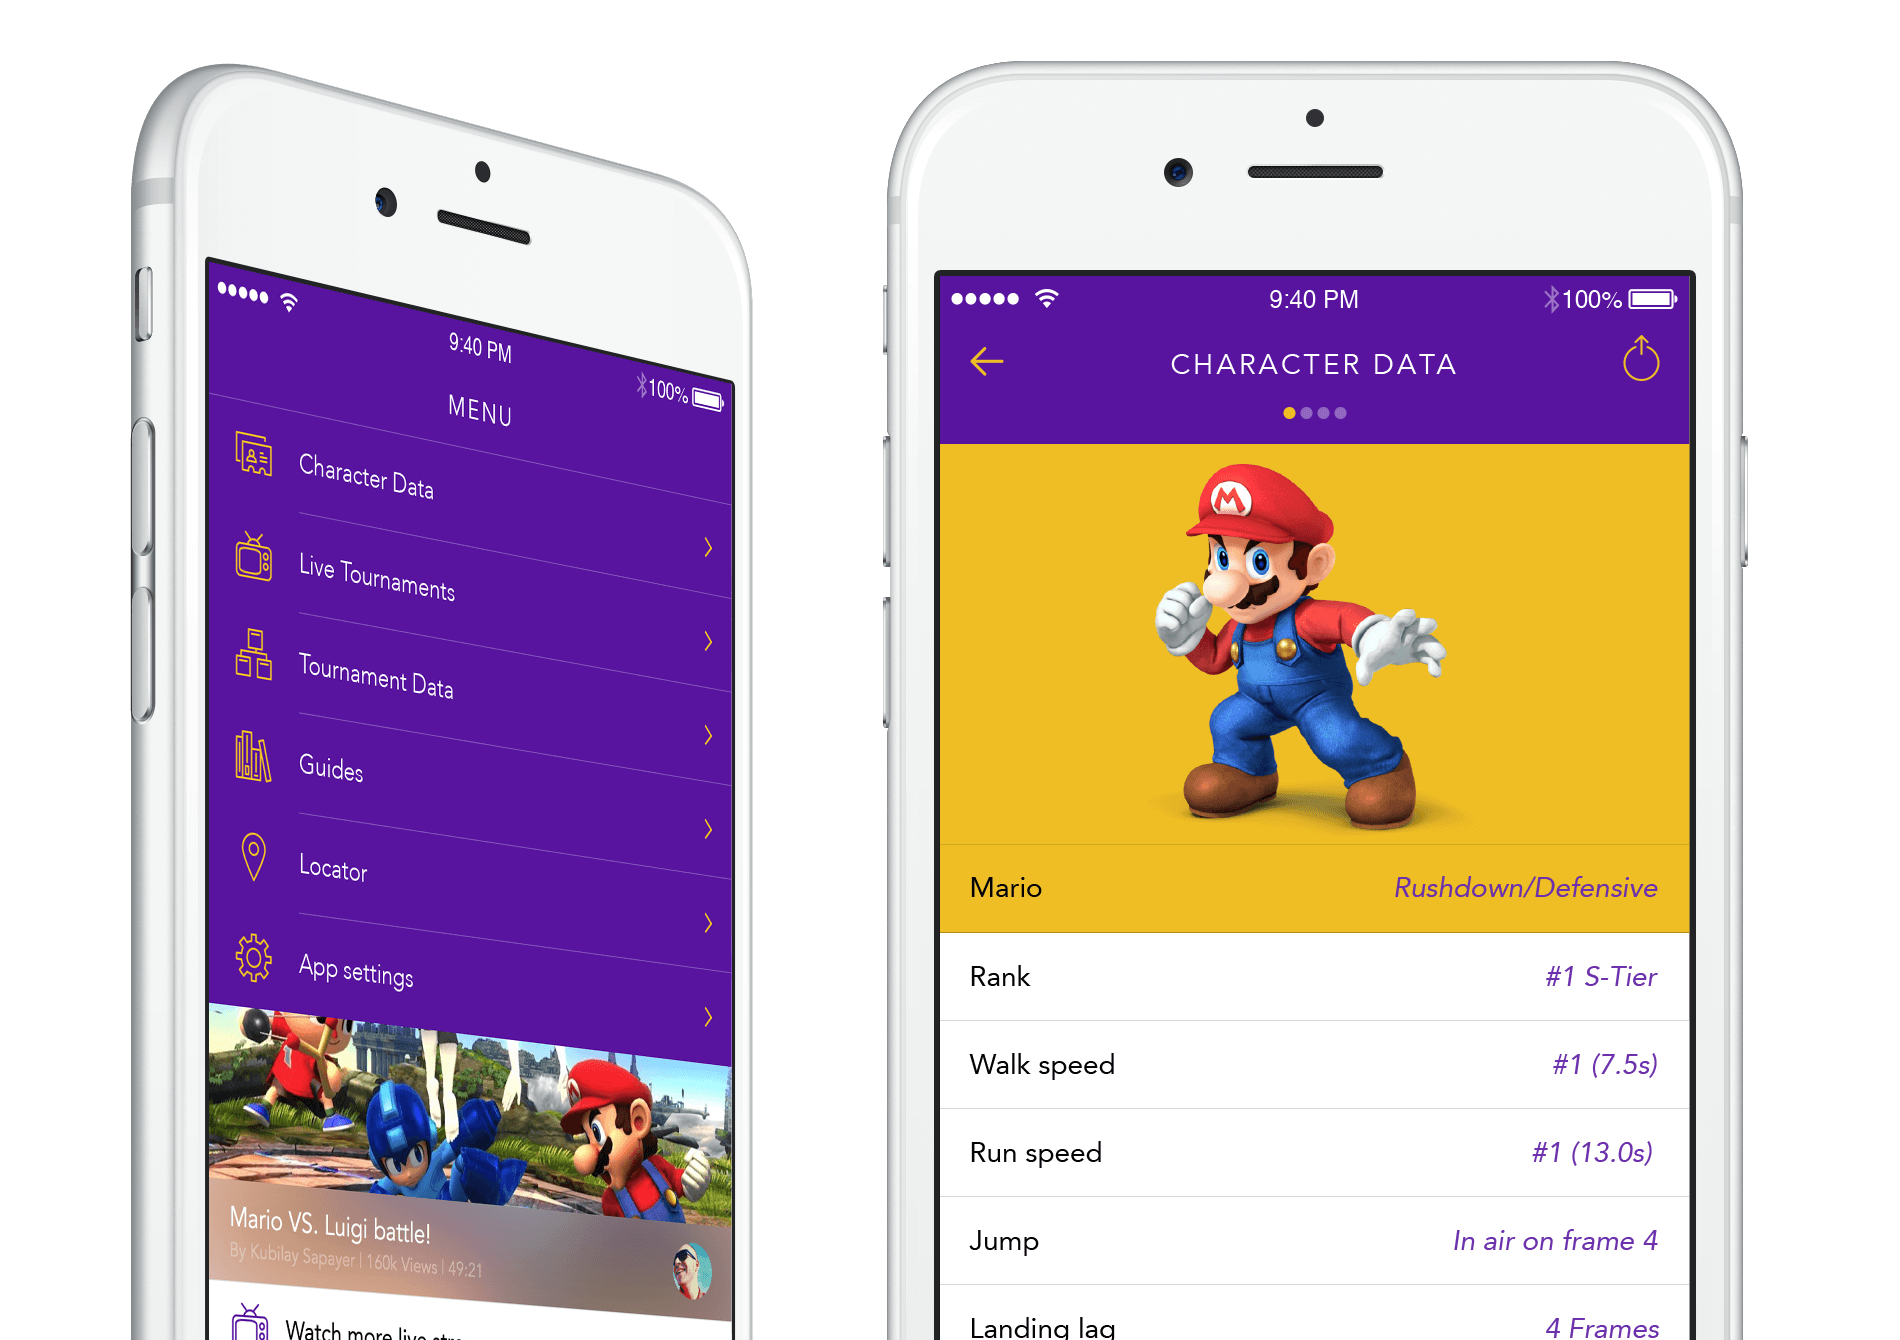 9:40 PM
100%
MENU
Character Data
Live Tournaments
Tournament Data
Guides
Locator
App settings
Mario VS. Luigi battle!
By Kubilay Sapayer | 160k Views | 49:21
Watch more live
9:40 PM
100%
CHARACTER DATA
M
Mario Rushdown/Defensive
Rank #1 S-Tier
Walk speed #1 (7.5s)
Run speed #1 (13.0s)
Jump In air on frame 4
Landing lag 4 Frames